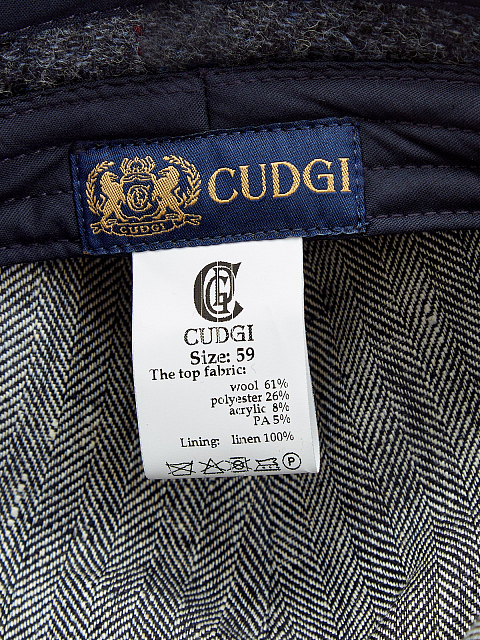 CUDGI
CUDGI
CUDGI
Size: 59
The top fabric:
wool 61%
polyester 26%
acrylic 8%
PA 5%
Lining: linen 100%
P